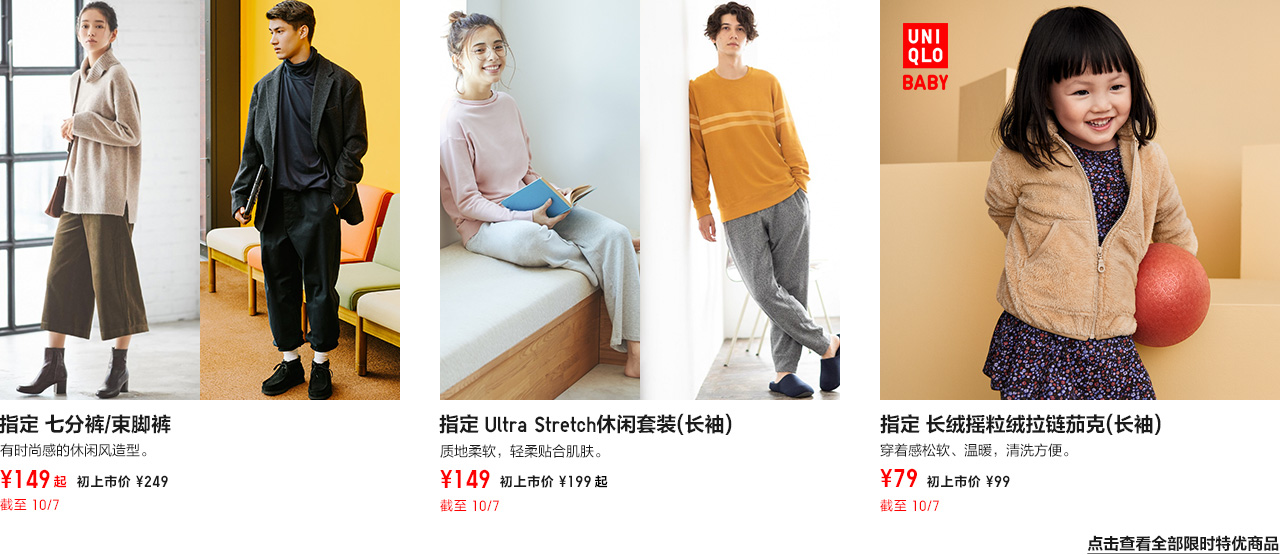 UNI
QLO
BABY
指定 七分裤/束脚裤
有时尚感的休闲风造型。
¥149起 初上市价 ¥249
截至 10/7
指定 Ultra Stretch休闲套装(长袖)
质地柔软，轻柔贴合肌肤。
¥149 初上市价 ¥199 起
截至 10/7
指定 长绒摇粒绒拉链茄克(长袖)
穿着感松软、温暖，清洗方便。
¥79 初上市价 ¥99
截至 10/7
点击查看全部限时特优商品